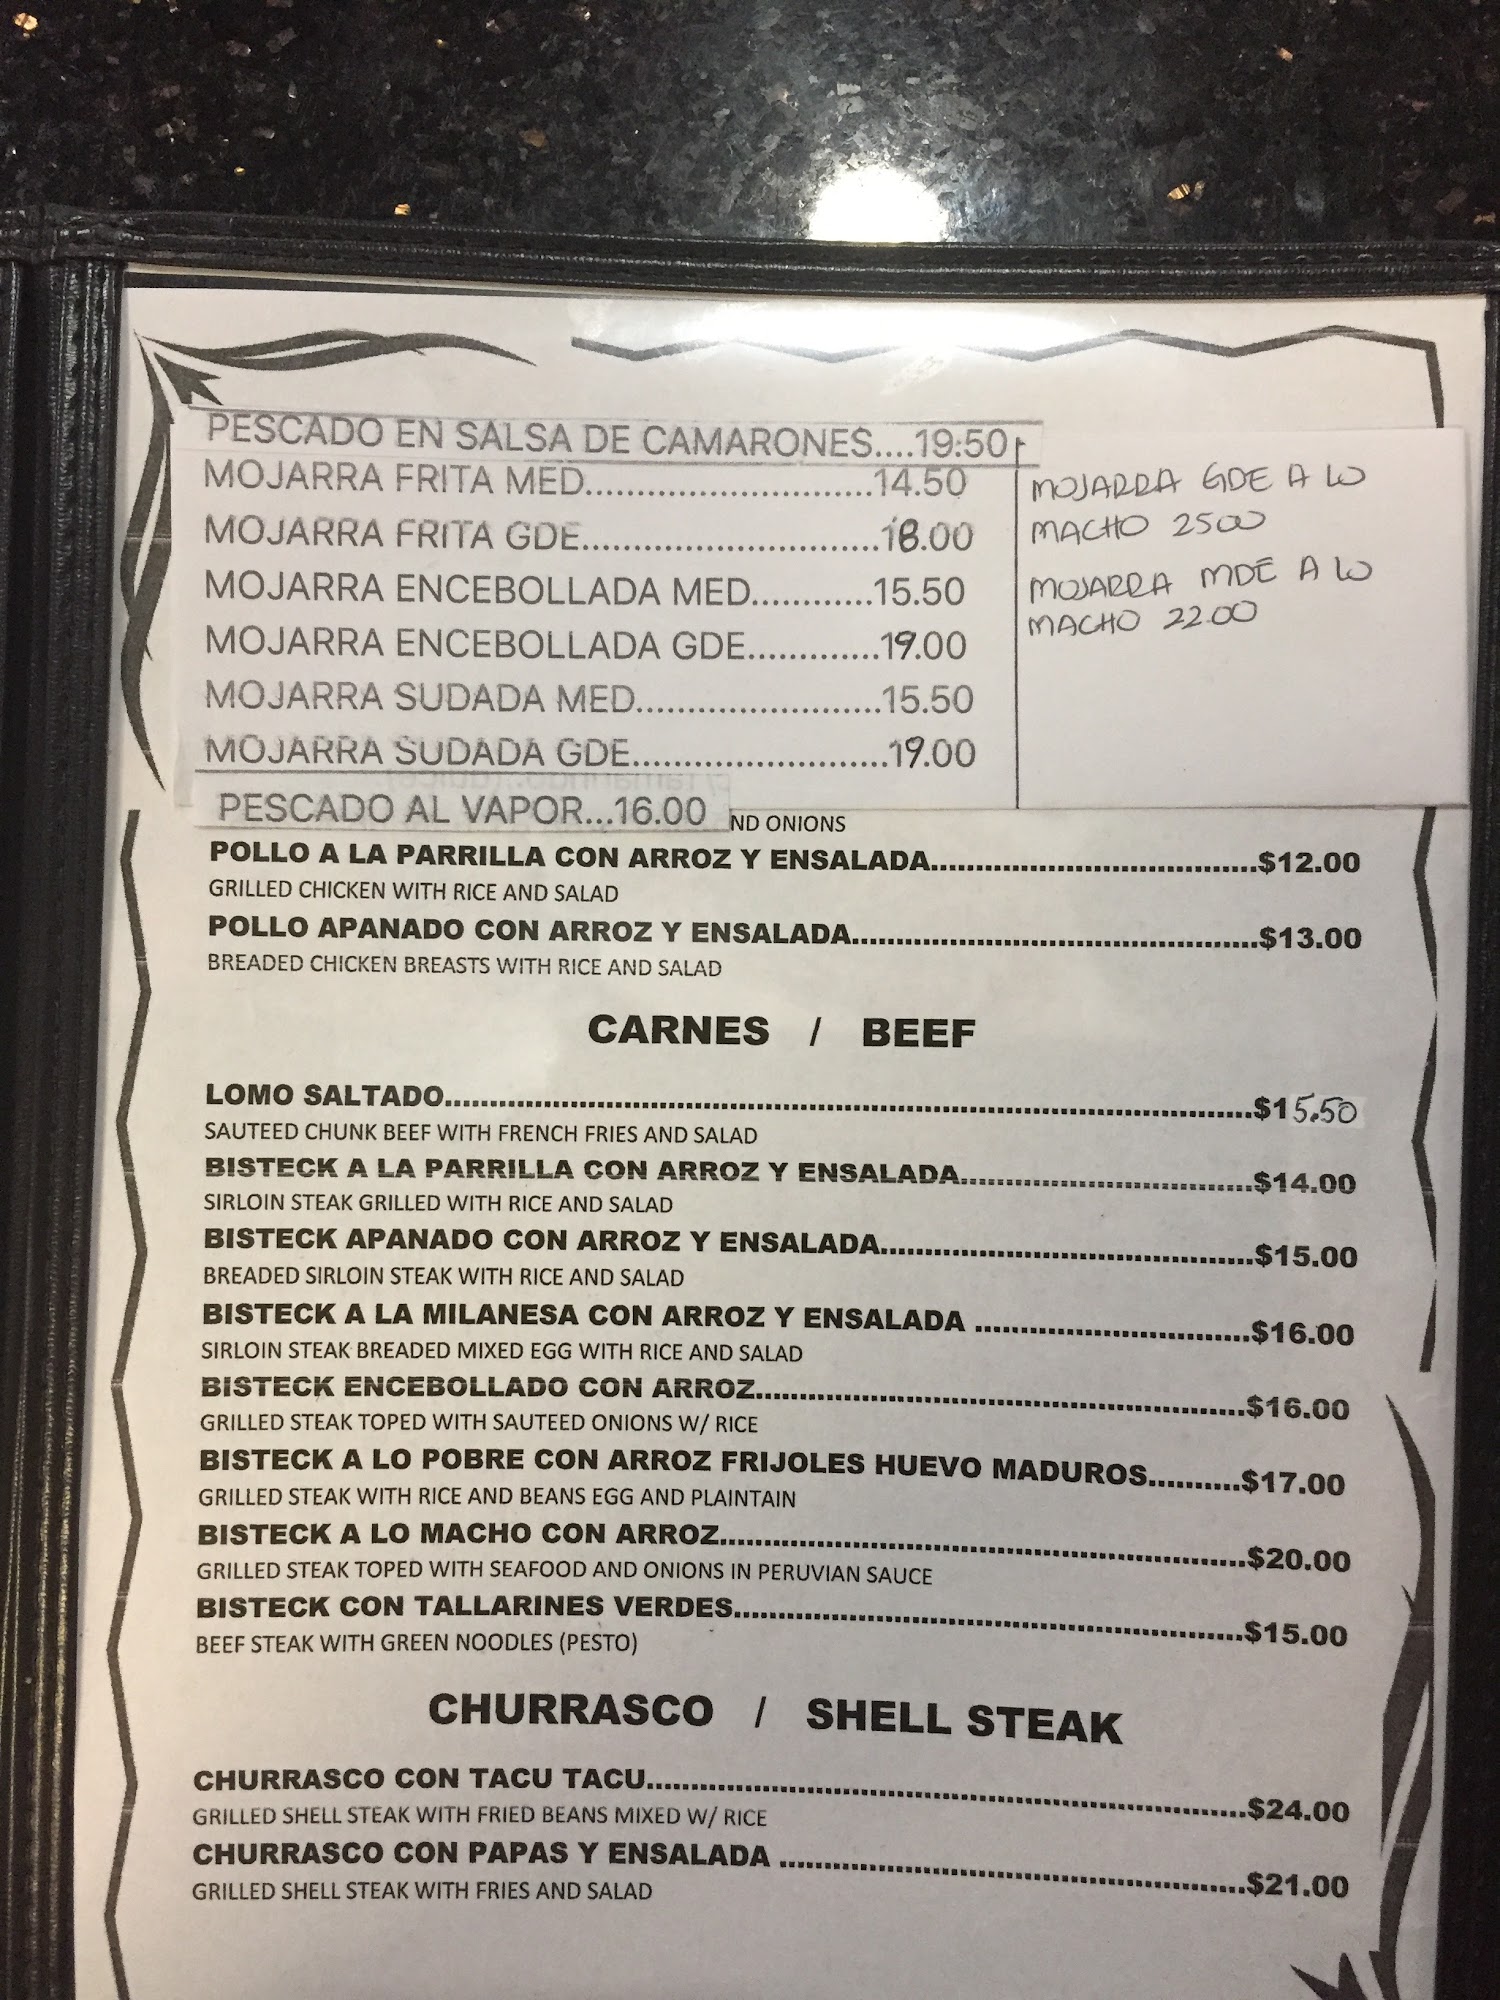 PESCADO EN SALSA DE CAMARONES....19:50
MOJARRA FRITA MED............................14.50
MOJARRA FRITA GDE.............................18.00
MOJARRA ENCEBOLLADA MED............15.50
MOJARRA ENCEBOLLADA GDE.............19.00
MOJARRA SUDADA MED........................15.50
MOJARRA SUDADA GDE.........................19.00
MOJARRA GDE A LO
MACHO 2500
MOJARRA MDE A LO
MACHO 22.00
PESCADO AL VAPOR...16.00
ND ONIONS
POLLO A LA PARRILLA CON ARROZ Y ENSALADA....................................$12.00
GRILLED CHICKEN WITH RICE AND SALAD
POLLO APANADO CON ARROZ Y ENSALADA.............................................$13.00
BREADED CHICKEN BREASTS WITH RICE AND SALAD
CARNES / BEEF
LOMO SALTADO..........................................................................................$15.50
SAUTEED CHUNK BEEF WITH FRENCH FRIES AND SALAD
BISTECK A LA PARRILLA CON ARROZ Y ENSALADA................................$14.00
SIRLOIN STEAK GRILLED WITH RICE AND SALAD
BISTECK APANADO CON ARROZ Y ENSALADA.........................................$15.00
BREADED SIRLOIN STEAK WITH RICE AND SALAD
BISTECK A LA MILANESA CON ARROZ Y ENSALADA ..............................$16.00
SIRLOIN STEAK BREADED MIXED EGG WITH RICE AND SALAD
BISTECK ENCEBOLLADO CON ARROZ......................................................$16.00
GRILLED STEAK TOPED WITH SAUTEED ONIONS W/ RICE
BISTECK A LO POBRE CON ARROZ FRIJOLES HUEVO MADUROS..........$17.00
GRILLED STEAK WITH RICE AND BEANS EGG AND PLAINTAIN
BISTECK A LO MACHO CON ARROZ..........................................................$20.00
GRILLED STEAK TOPED WITH SEAFOOD AND ONIONS IN PERUVIAN SAUCE
BISTECK CON TALLARINES VERDES........................................................$15.00
BEEF STEAK WITH GREEN NOODLES (PESTO)
CHURRASCO / SHELL STEAK
CHURRASCO CON TACU TACU..................................................................$24.00
GRILLED SHELL STEAK WITH FRIED BEANS MIXED W/ RICE
CHURRASCO CON PAPAS Y ENSALADA ....................................................$21.00
GRILLED SHELL STEAK WITH FRIES AND SALAD